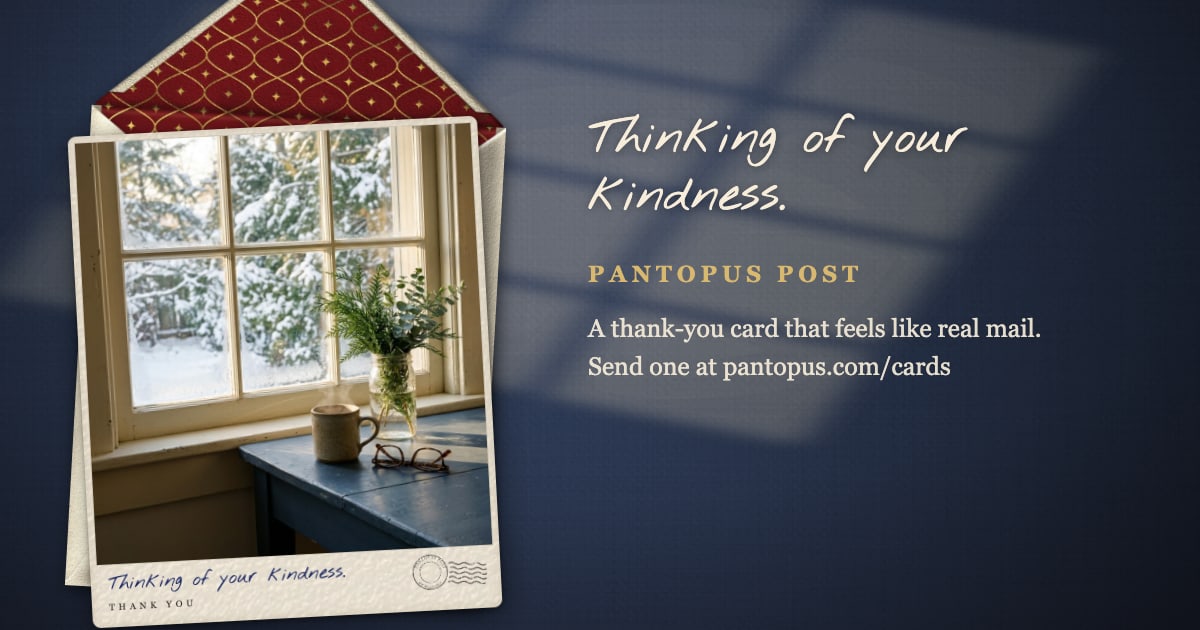 Thinking of your
Kindness.
PANTOPUS POST
A thank-you card that feels like real mail.
Send one at pantopus.com/cards
Thinking of your Kindness.
THANK YOU